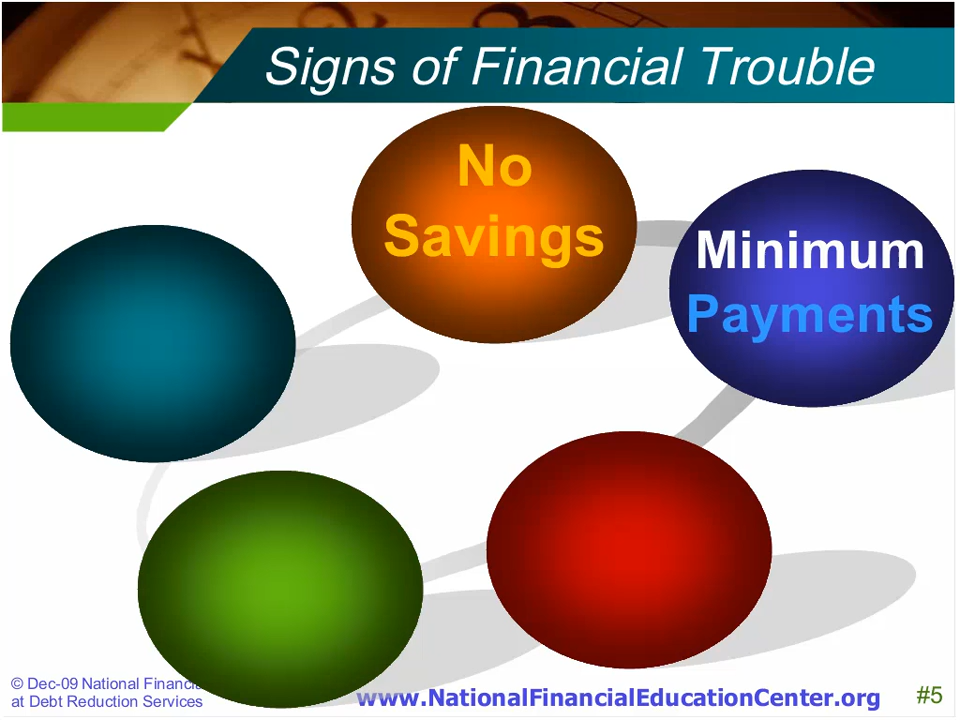 Signs of Financial Trouble
No
Savings
Minimum
Payments
© Dec-09 National
at Debt Reduction Services
www.NationalFinancialEducationCenter.org
#5